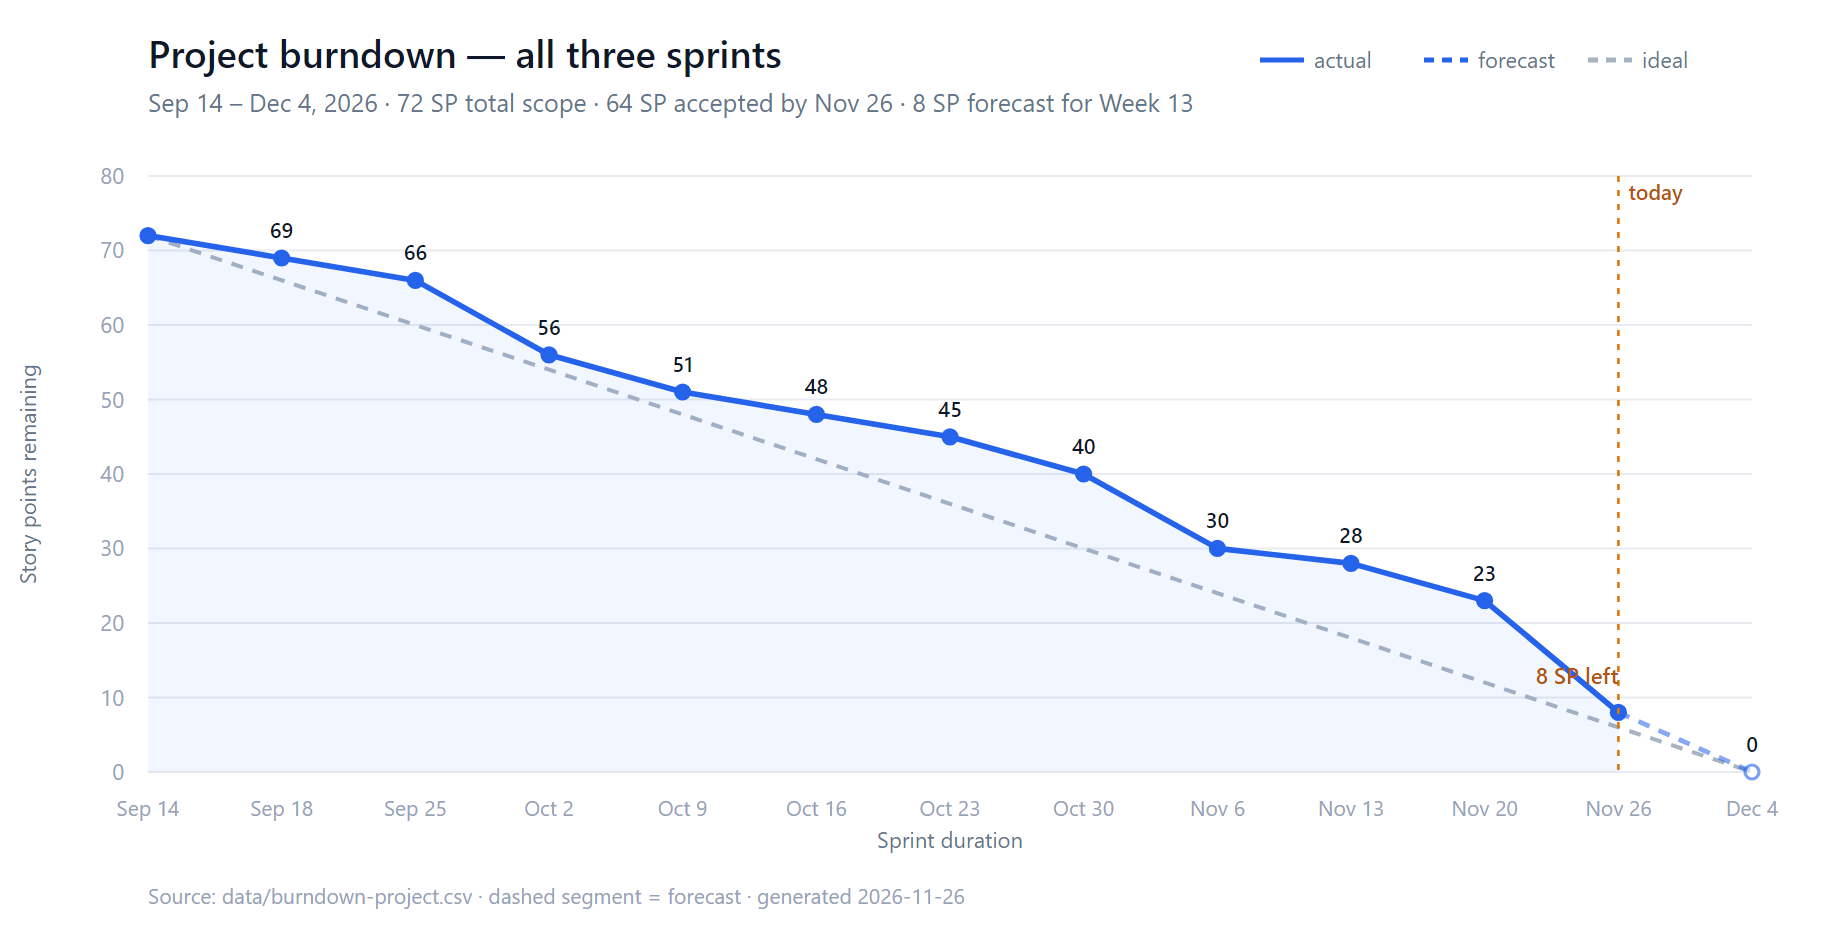 Project burndown — all three sprints
actual
forecast
ideal
Sep 14 – Dec 4, 2026 · 72 SP total scope · 64 SP accepted by Nov 26 · 8 SP forecast for Week 13
80
70
60
50
40
30
20
10
0
Story points remaining
today
69
66
56
51
48
45
40
30
28
23
8 SP left
0
Sep 14
Sep 18
Sep 25
Oct 2
Oct 9
Oct 16
Oct 23
Oct 30
Nov 6
Nov 13
Nov 20
Nov 26
Dec 4
Sprint duration
Source: data/burndown-project.csv · dashed segment = forecast · generated 2026-11-26